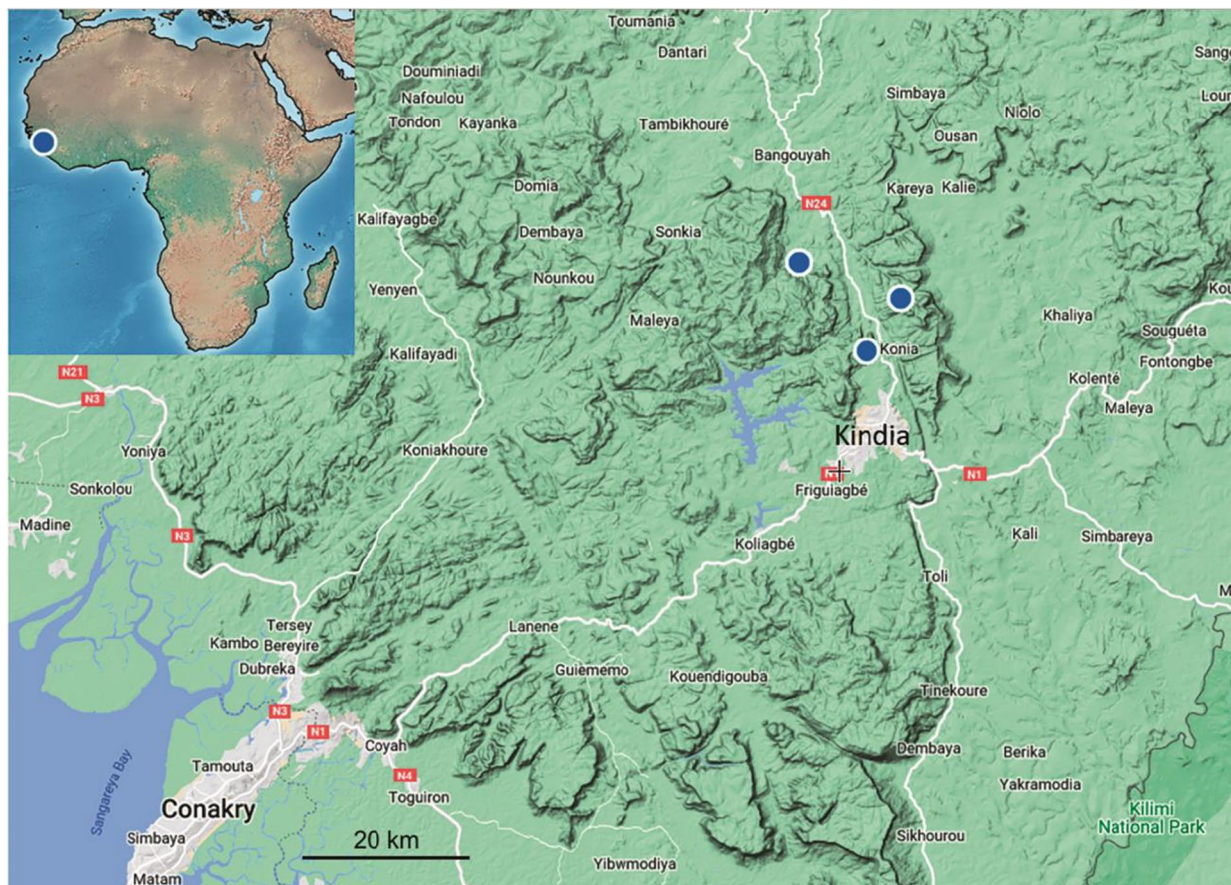 Toumania
Dantari
Sang
Douminiadi
Simbaya
Lour
Nafoulou
Niolo
Tondon
Kayanka
Tambikhouré
Ousan
Bangouyah
Domia
Kareya
Kalie
N24
Kalifayagbe
Dembaya
Sonkia
Nounkou
Yenyen
Kou
Maleya
Khaliya
Souguéta
Kalifayadi
Konia
Fontongbe
N21
Kolenté
N3
Maleya
Kindia
Yoniya
Koniakhoure
N1
Sonkolou
Friguiagbé
Madine
N3
Kali
Simbareya
Koliagbé
Toli
M
Tersey
Lanene
Kambo
Bereyire
Dubreka
Guiememo
Kouendigouba
Tinekoure
N3
N1
Coyah
Dembaya
Berika
Tamouta
N4
Yakramodia
Sangareya Bay
Toguiron
Conakry
Kilimi
National Park
Simbaya
20 km
Sikhourou
Yibwmodiya
Matam